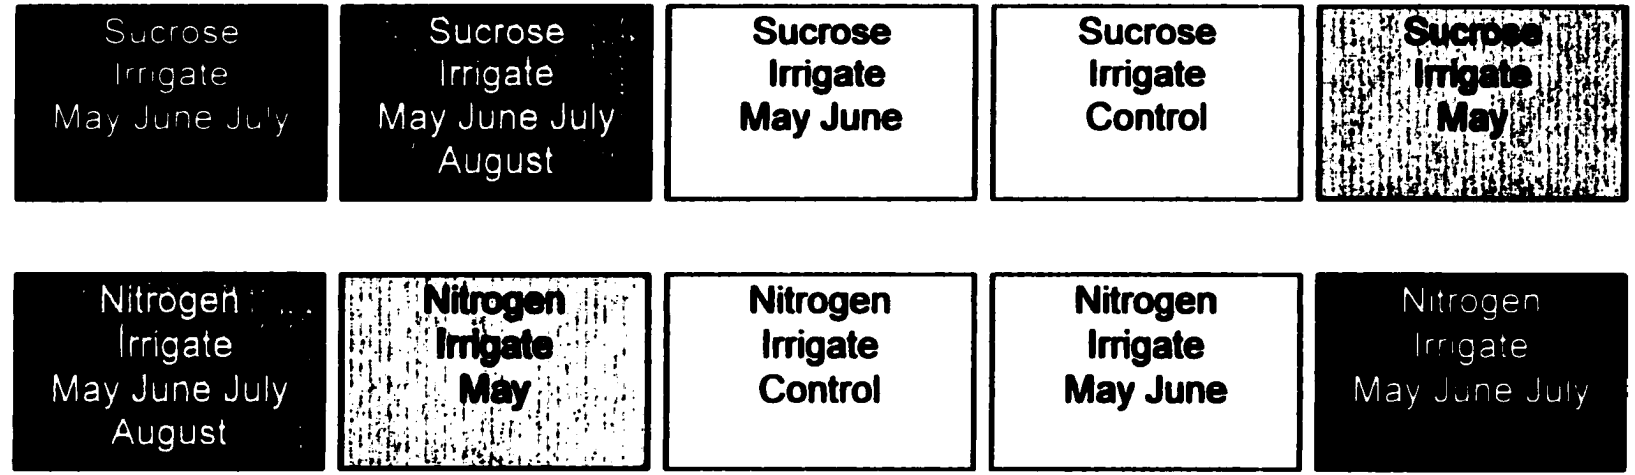 Sucrose
Irrigate
May June July
Sucrose
Irrigate
May June July
August
Sucrose
Irrigate
May June
Sucrose
Irrigate
Control
Sucrose
Irrigate
May
Nitrogen
Irrigate
May June July
August
Nitrogen
Irrigate
May
Nitrogen
Irrigate
Control
Nitrogen
Irrigate
May June
Nitrogen
Irrigate
May June July